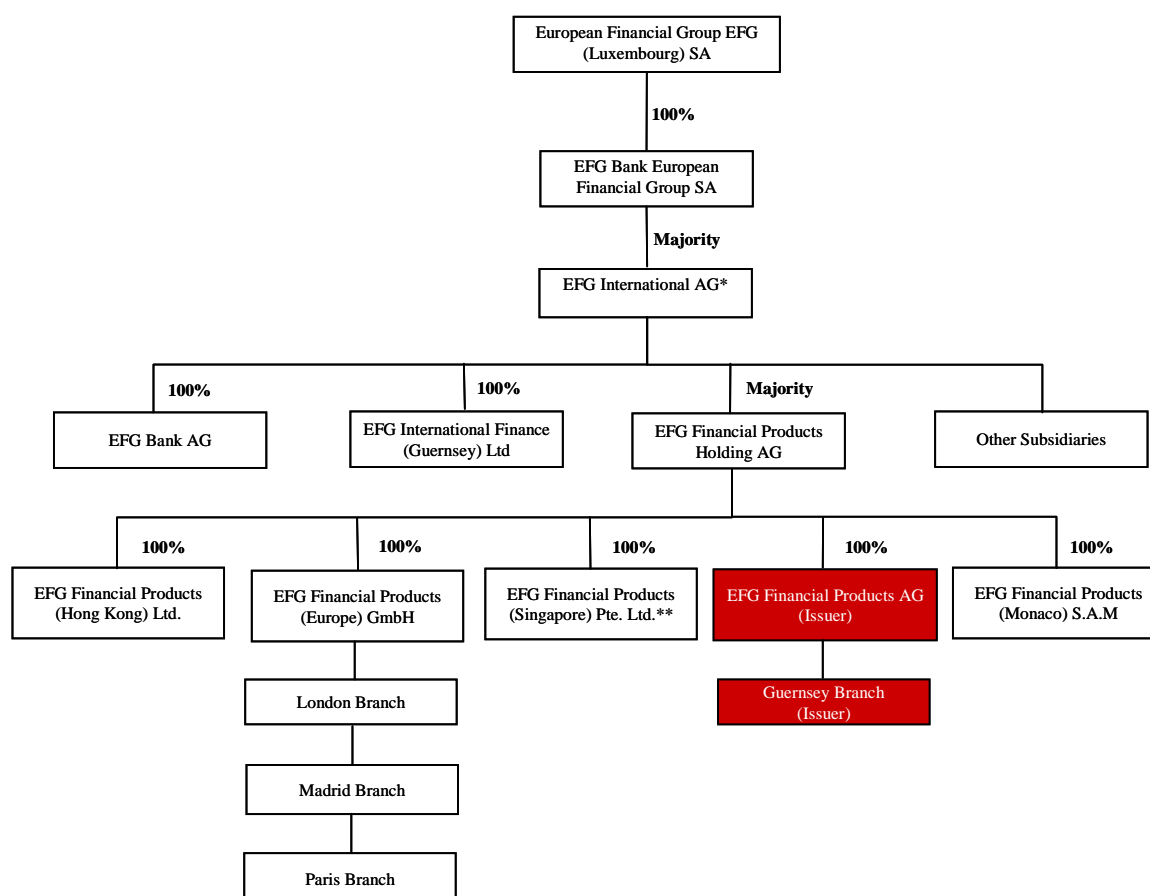 European Financial Group EFG
(Luxembourg) SA
100%
EFG Bank European
Financial Group SA
Majority
EFG International AG*
100%
100%
Majority
EFG Bank AG
EFG International Finance
(Guernsey) Ltd
EFG Financial Products
Holding AG
Other Subsidiaries
100%
100%
100%
100%
100%
EFG Financial Products
(Hong Kong) Ltd.
EFG Financial Products
(Europe) GmbH
EFG Financial Products
(Singapore) Pte. Ltd.**
EFG Financial Products AG
(Issuer)
EFG Financial Products
(Monaco) S.A.M
London Branch
Guernsey Branch
(Issuer)
Madrid Branch
Paris Branch